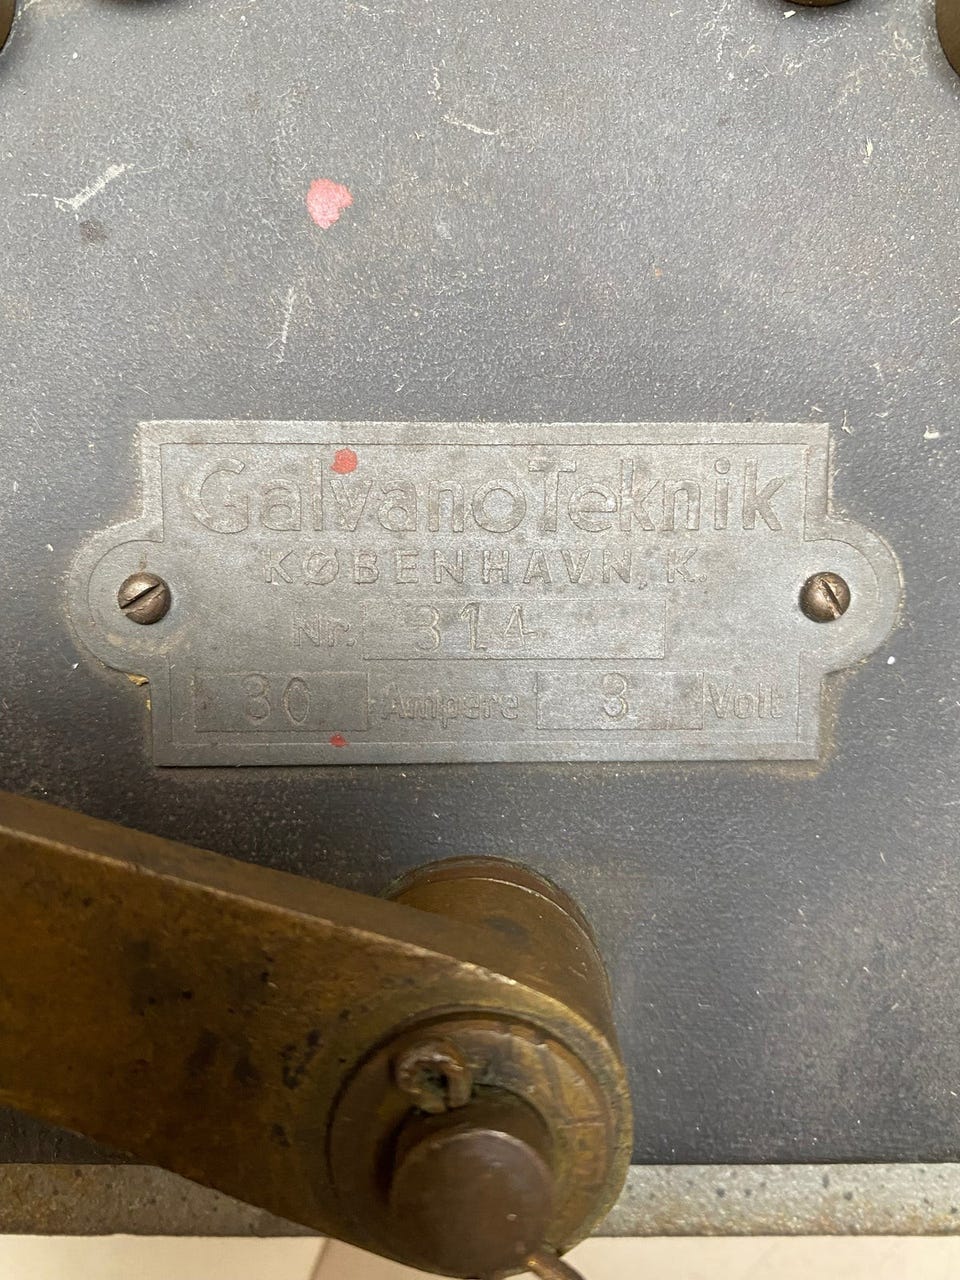 GalvanoTeknik
KØBENHAVN, K.
Nr. 314
30 Ampere 3 Volt